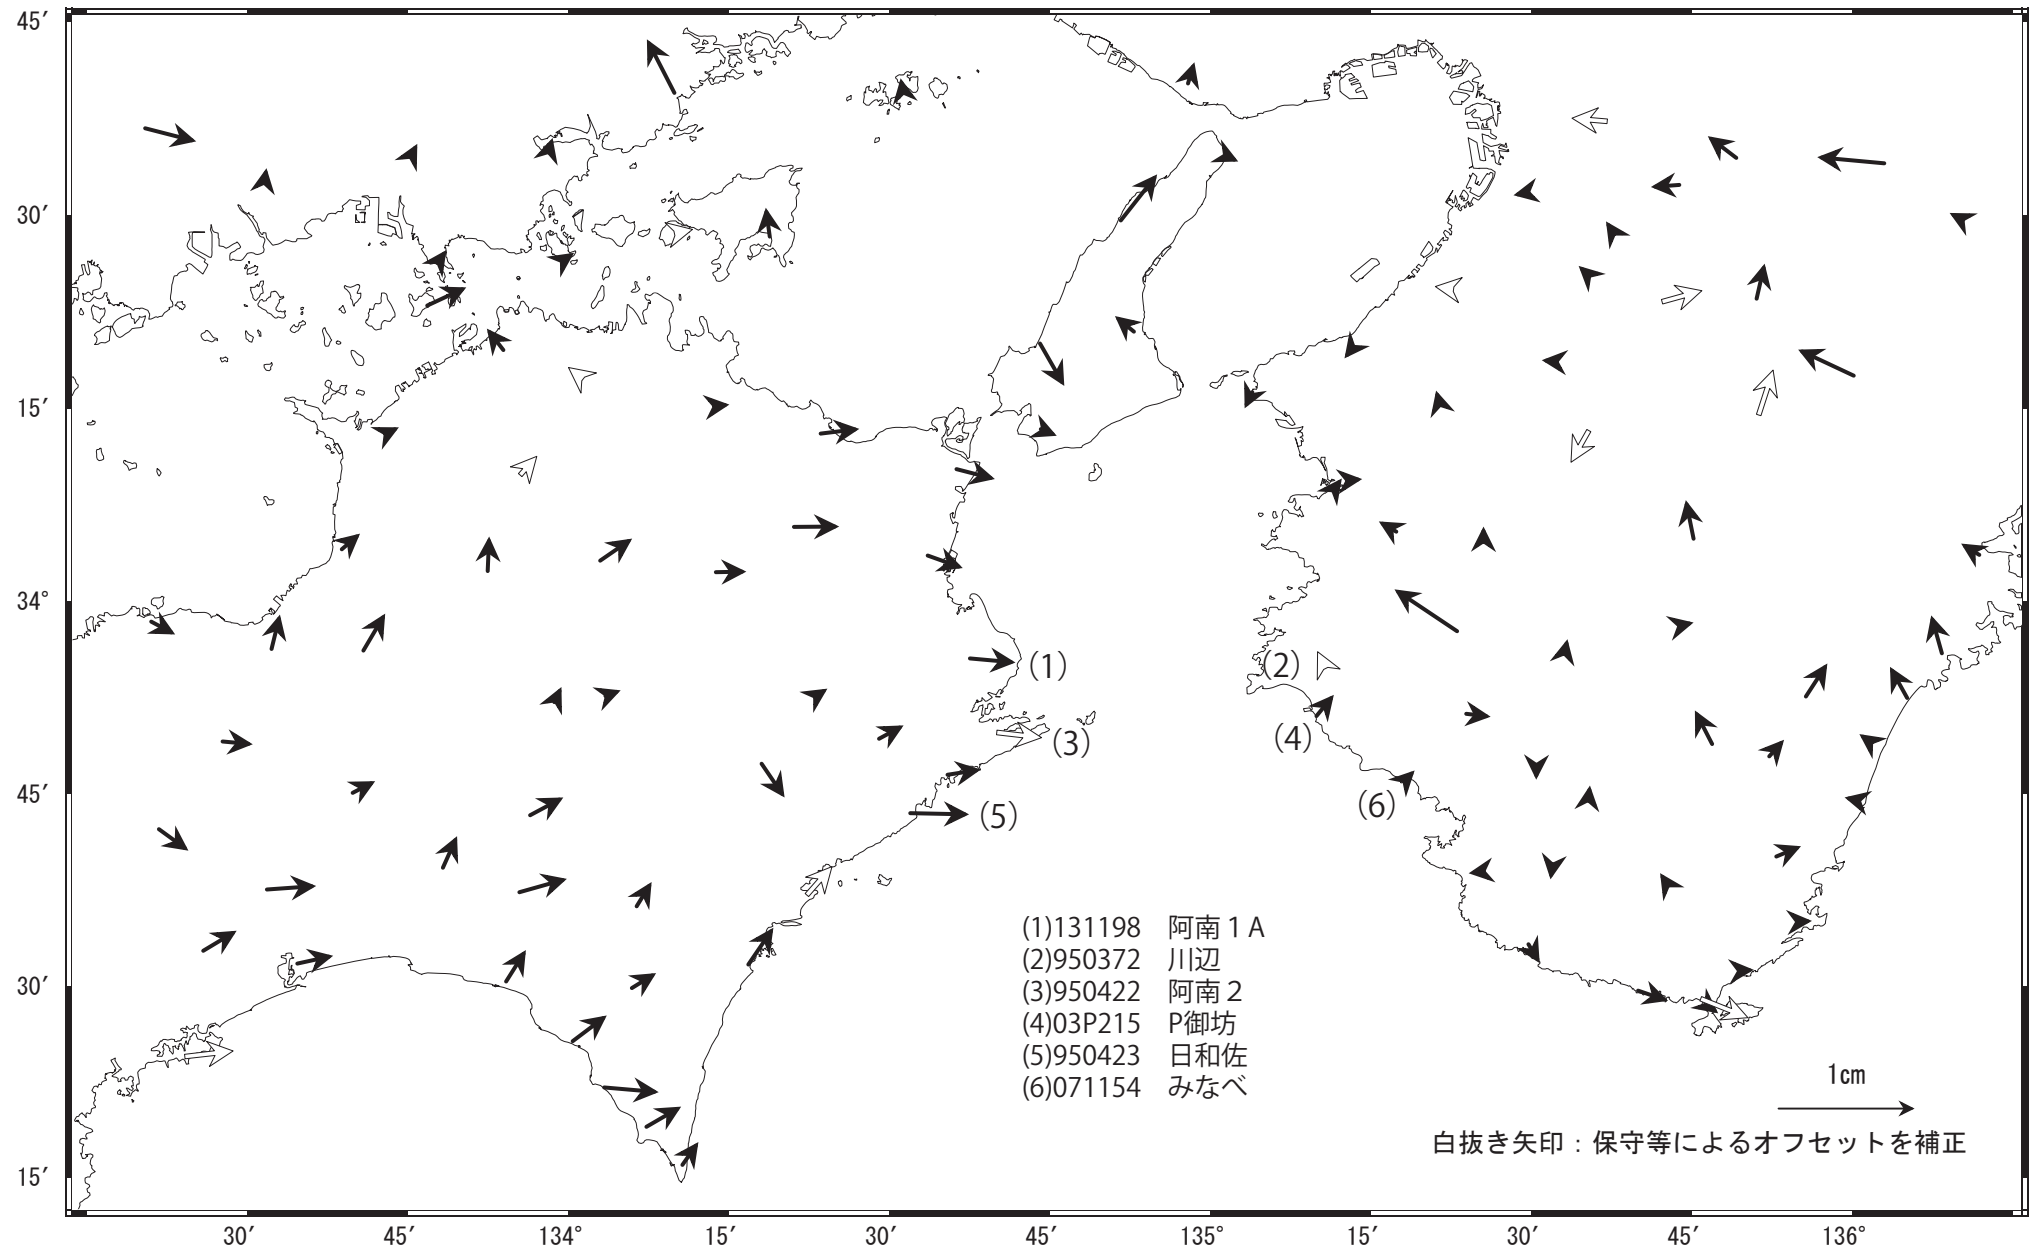 45′
30′
15′
34°
45′
30′
15′
(1)
(2)
(3)
(4)
(5)
(6)
(1)131198 阿南１A
(2)950372 川辺
(3)950422 阿南２
(4)03P215 P御坊
(5)950423 日和佐
(6)071154 みなべ
1cm
白抜き矢印：保守等によるオフセットを補正
30′ 45′ 134° 15′ 30′ 45′ 135° 15′ 30′ 45′ 136°